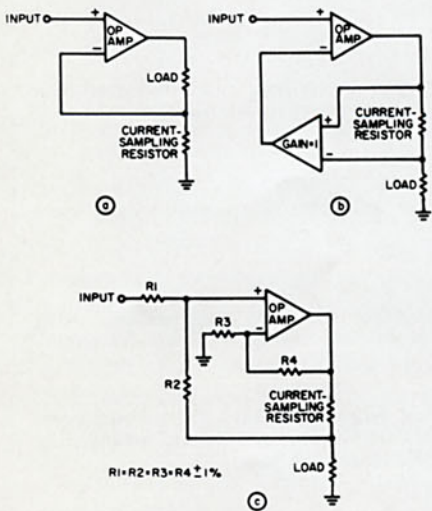 INPUT
+
OP
AMP
−
LOAD
CURRENT-
SAMPLING
RESISTOR
a
INPUT
+
OP
AMP
−
GAIN=1
+
−
CURRENT-
SAMPLING
RESISTOR
LOAD
b
INPUT
R1
+
OP
AMP
−
R3
R4
R2
CURRENT-
SAMPLING
RESISTOR
LOAD
R1=R2=R3=R4 ± 1%
c